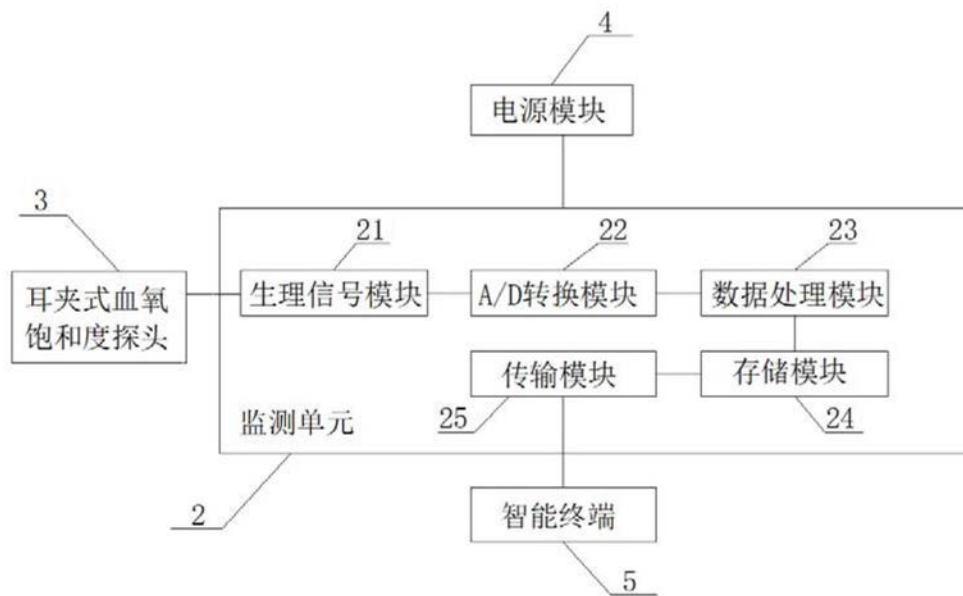 4
电源模块
3
21
22
23
耳夹式血氧
饱和度探头
生理信号模块
A/D转换模块
数据处理模块
传输模块
存储模块
监测单元
25
24
2
智能终端
5